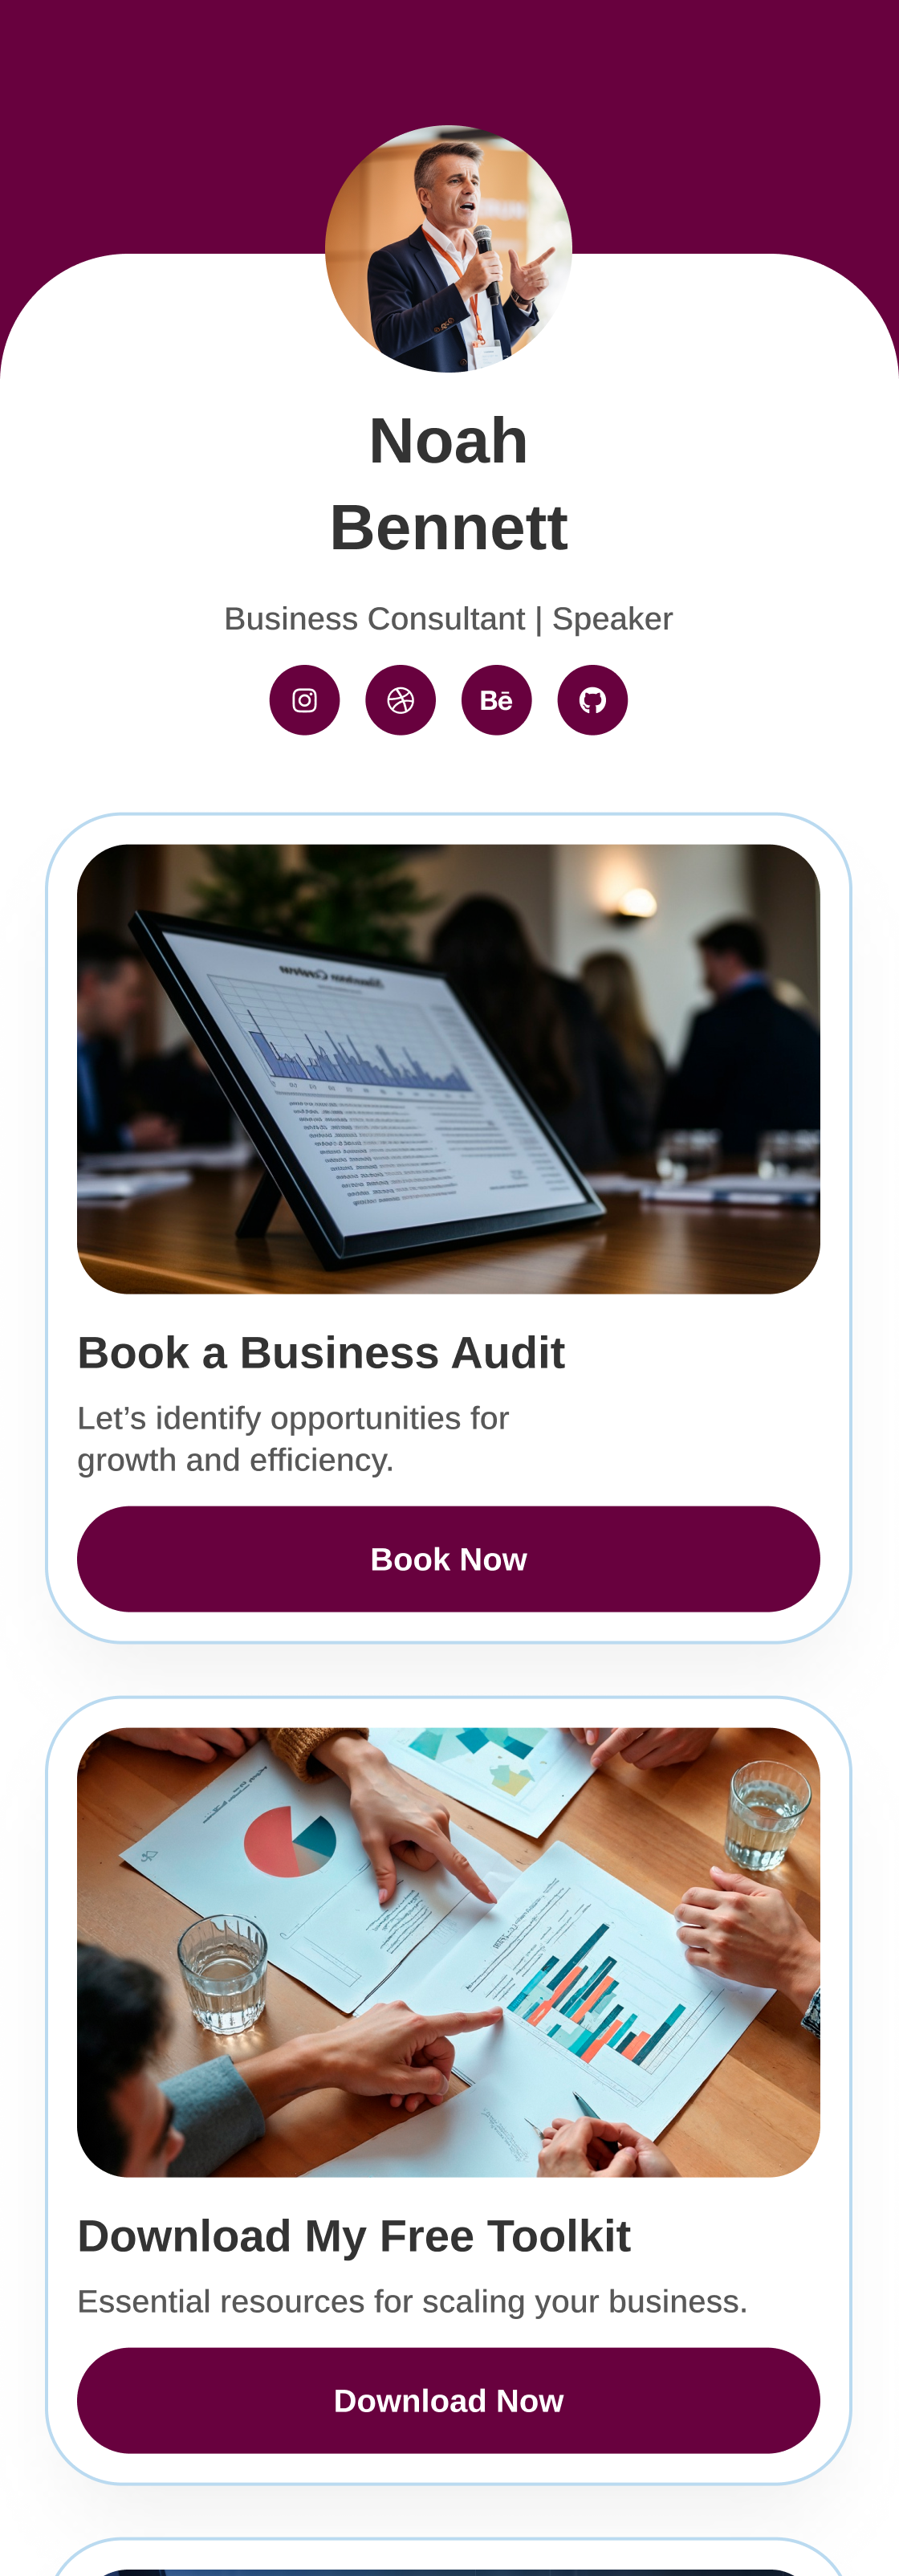 Noah
Bennett
Business Consultant | Speaker
Bē
Book a Business Audit
Let’s identify opportunities for
growth and efficiency.
Book Now
Download My Free Toolkit
Essential resources for scaling your business.
Download Now